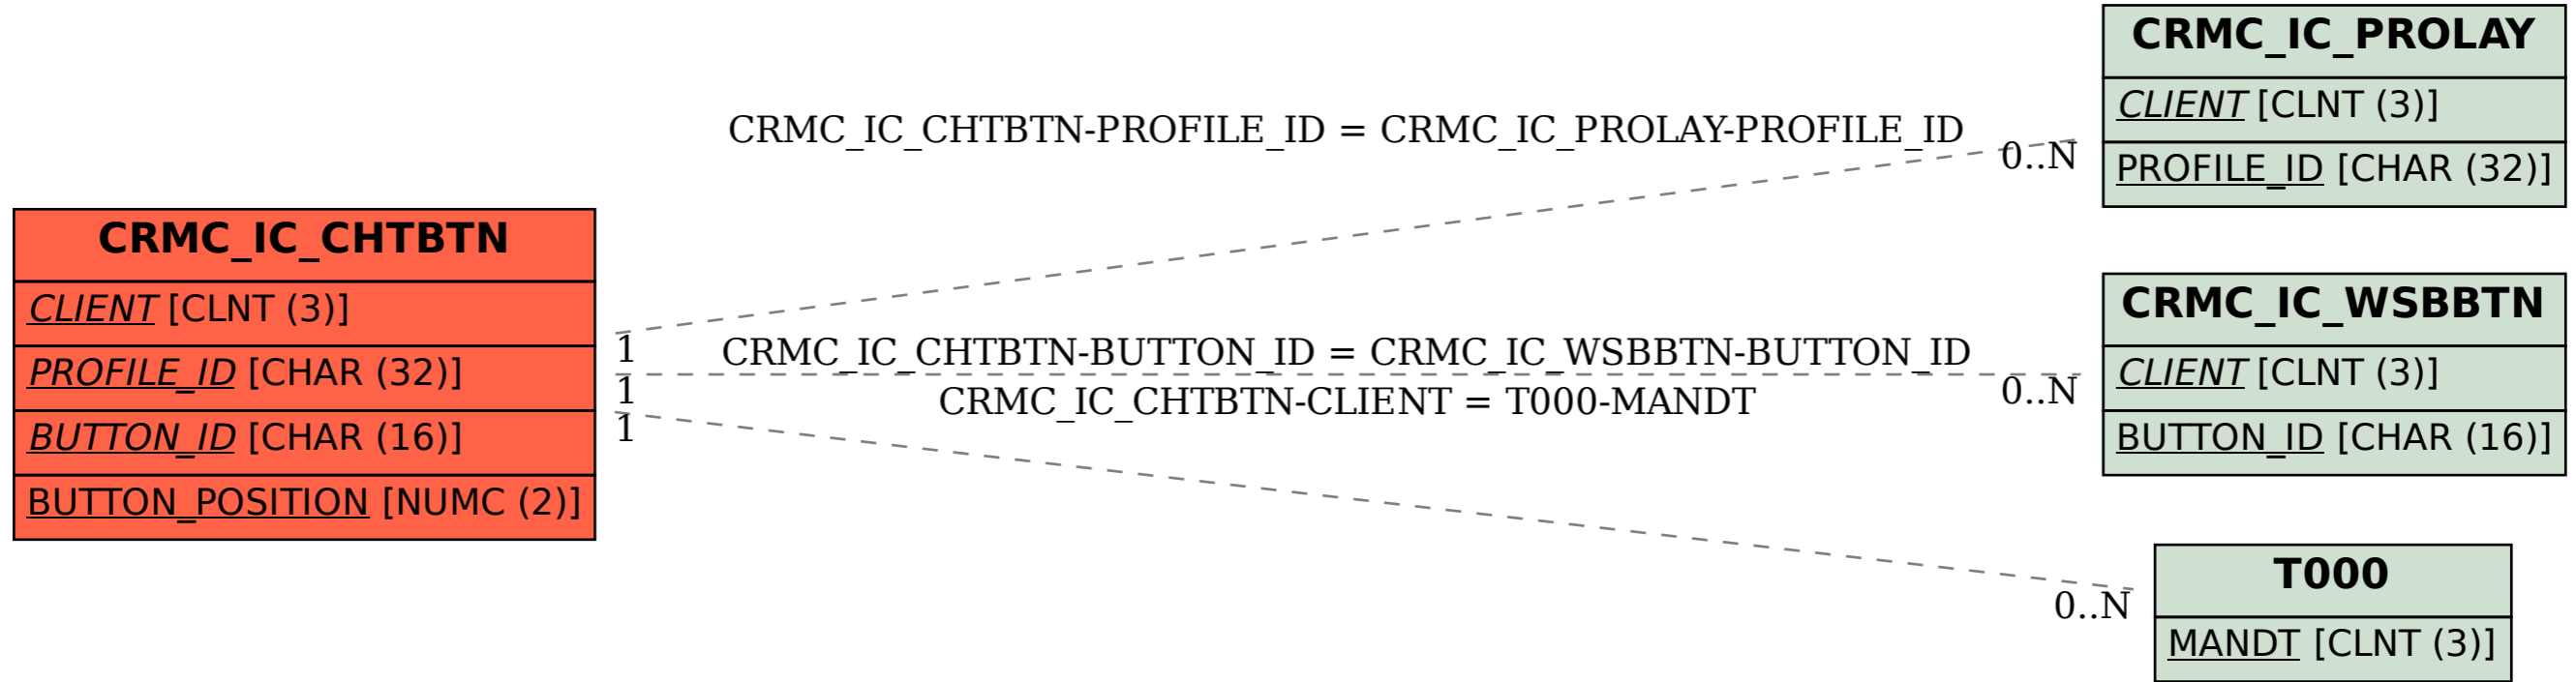 CRMC_IC_CHTBTN
CLIENT [CLNT (3)]
PROFILE_ID [CHAR (32)]
BUTTON_ID [CHAR (16)]
BUTTON_POSITION [NUMC (2)]
CRMC_IC_CHTBTN-PROFILE_ID = CRMC_IC_PROLAY-PROFILE_ID
0..N
1
CRMC_IC_CHTBTN-BUTTON_ID = CRMC_IC_WSBBTN-BUTTON_ID
0..N
1
CRMC_IC_CHTBTN-CLIENT = T000-MANDT
1
0..N
CRMC_IC_PROLAY
CLIENT [CLNT (3)]
PROFILE_ID [CHAR (32)]
CRMC_IC_WSBBTN
CLIENT [CLNT (3)]
BUTTON_ID [CHAR (16)]
T000
MANDT [CLNT (3)]